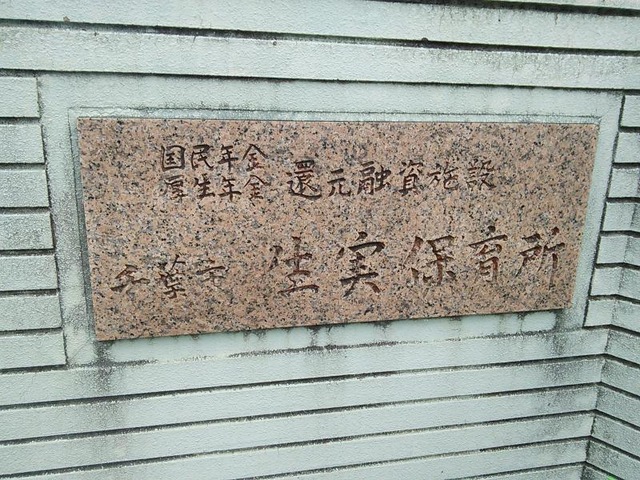 国民年金
厚生年金
還元融資施設
千葉市 生実保育所